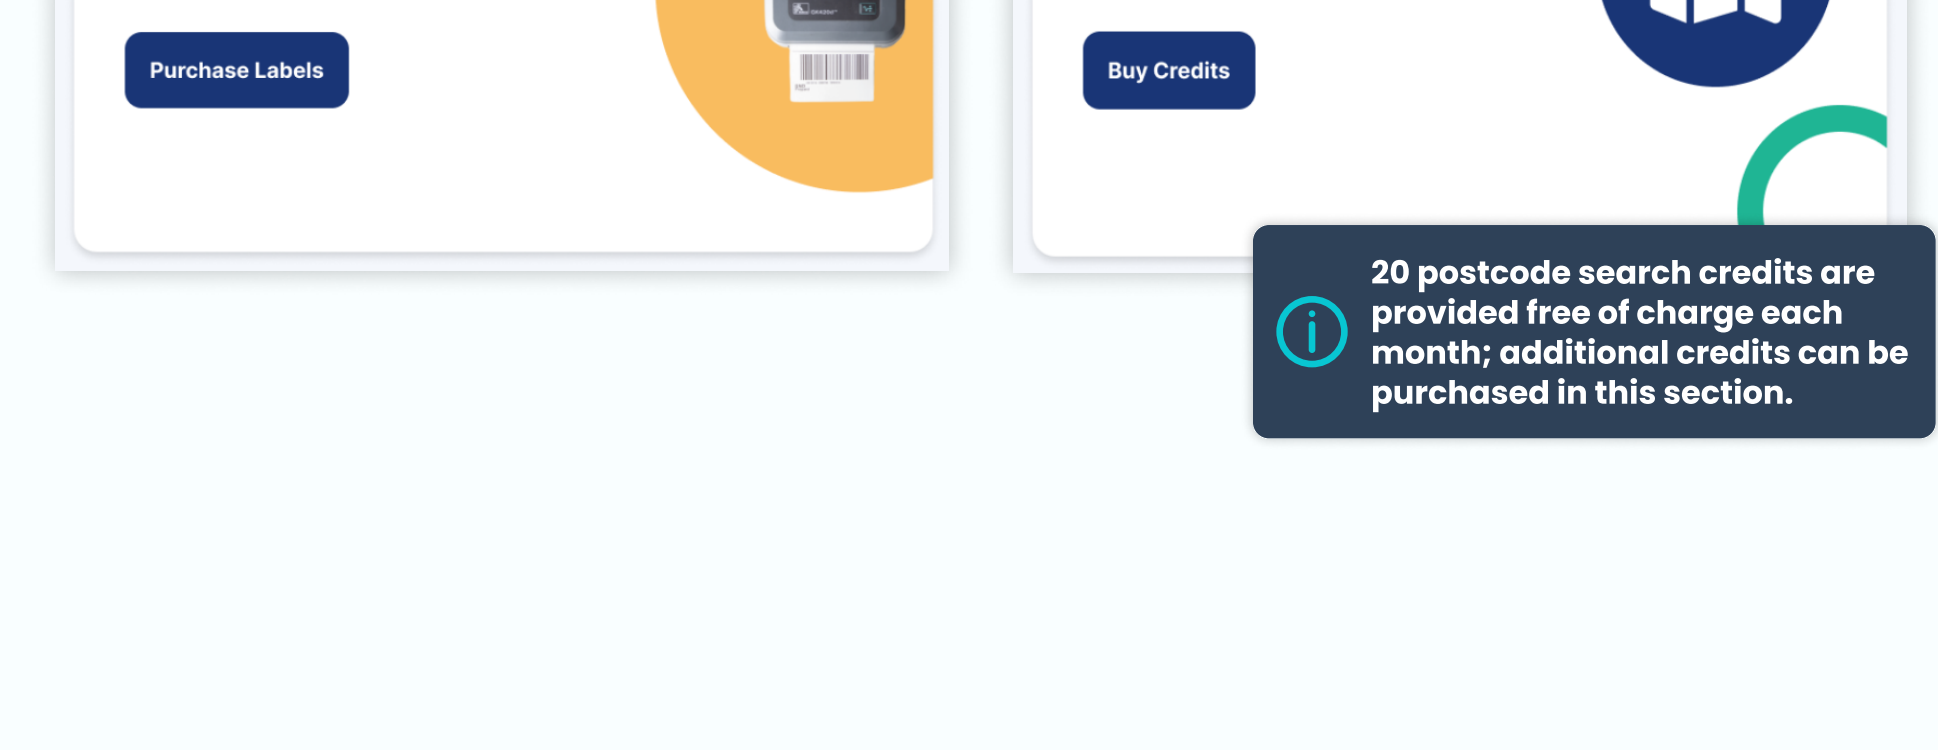 Purchase Labels
Buy Credits
20 postcode search credits are
provided free of charge each
month; additional credits can be
purchased in this section.